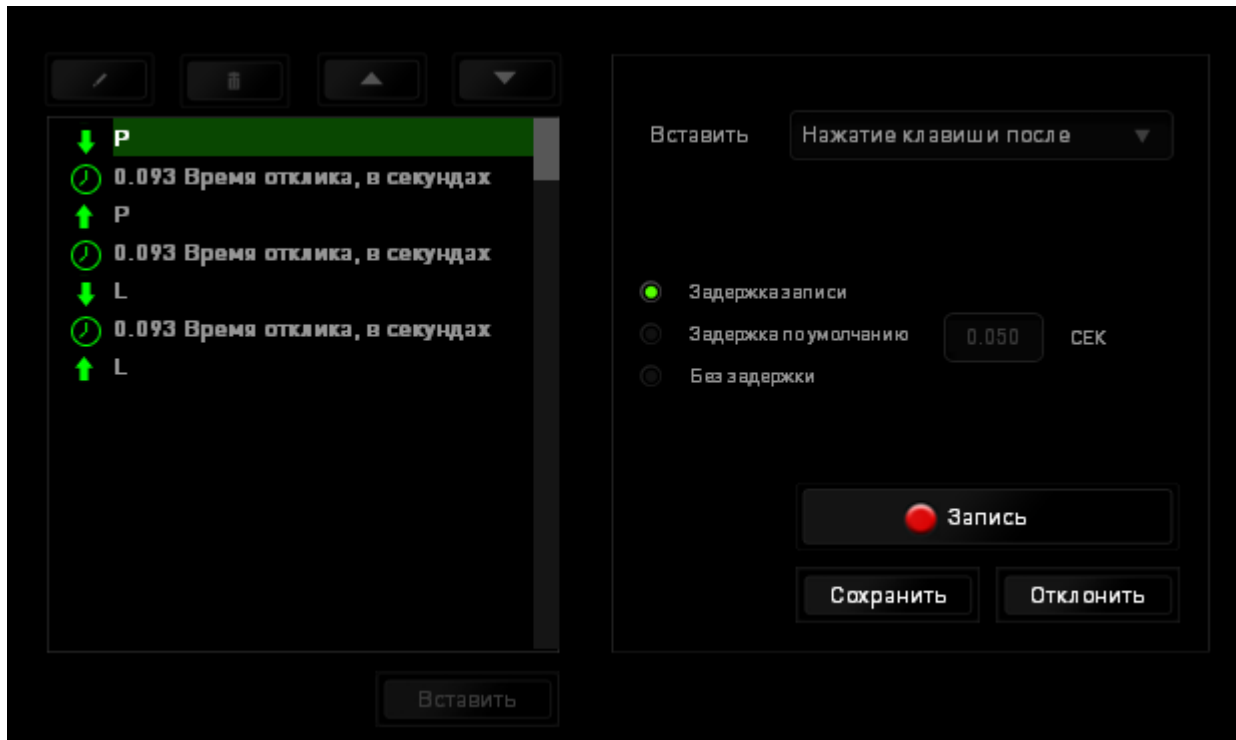 P
0.093 Время отклика, в секундах
P
0.093 Время отклика, в секундах
L
0.093 Время отклика, в секундах
L
Вставить
Вставить Нажатие клавиши после
Задержка записи
Задержка по умолчанию 0.050 СЕК
Без задержки
Запись
Сохранить Отклонить